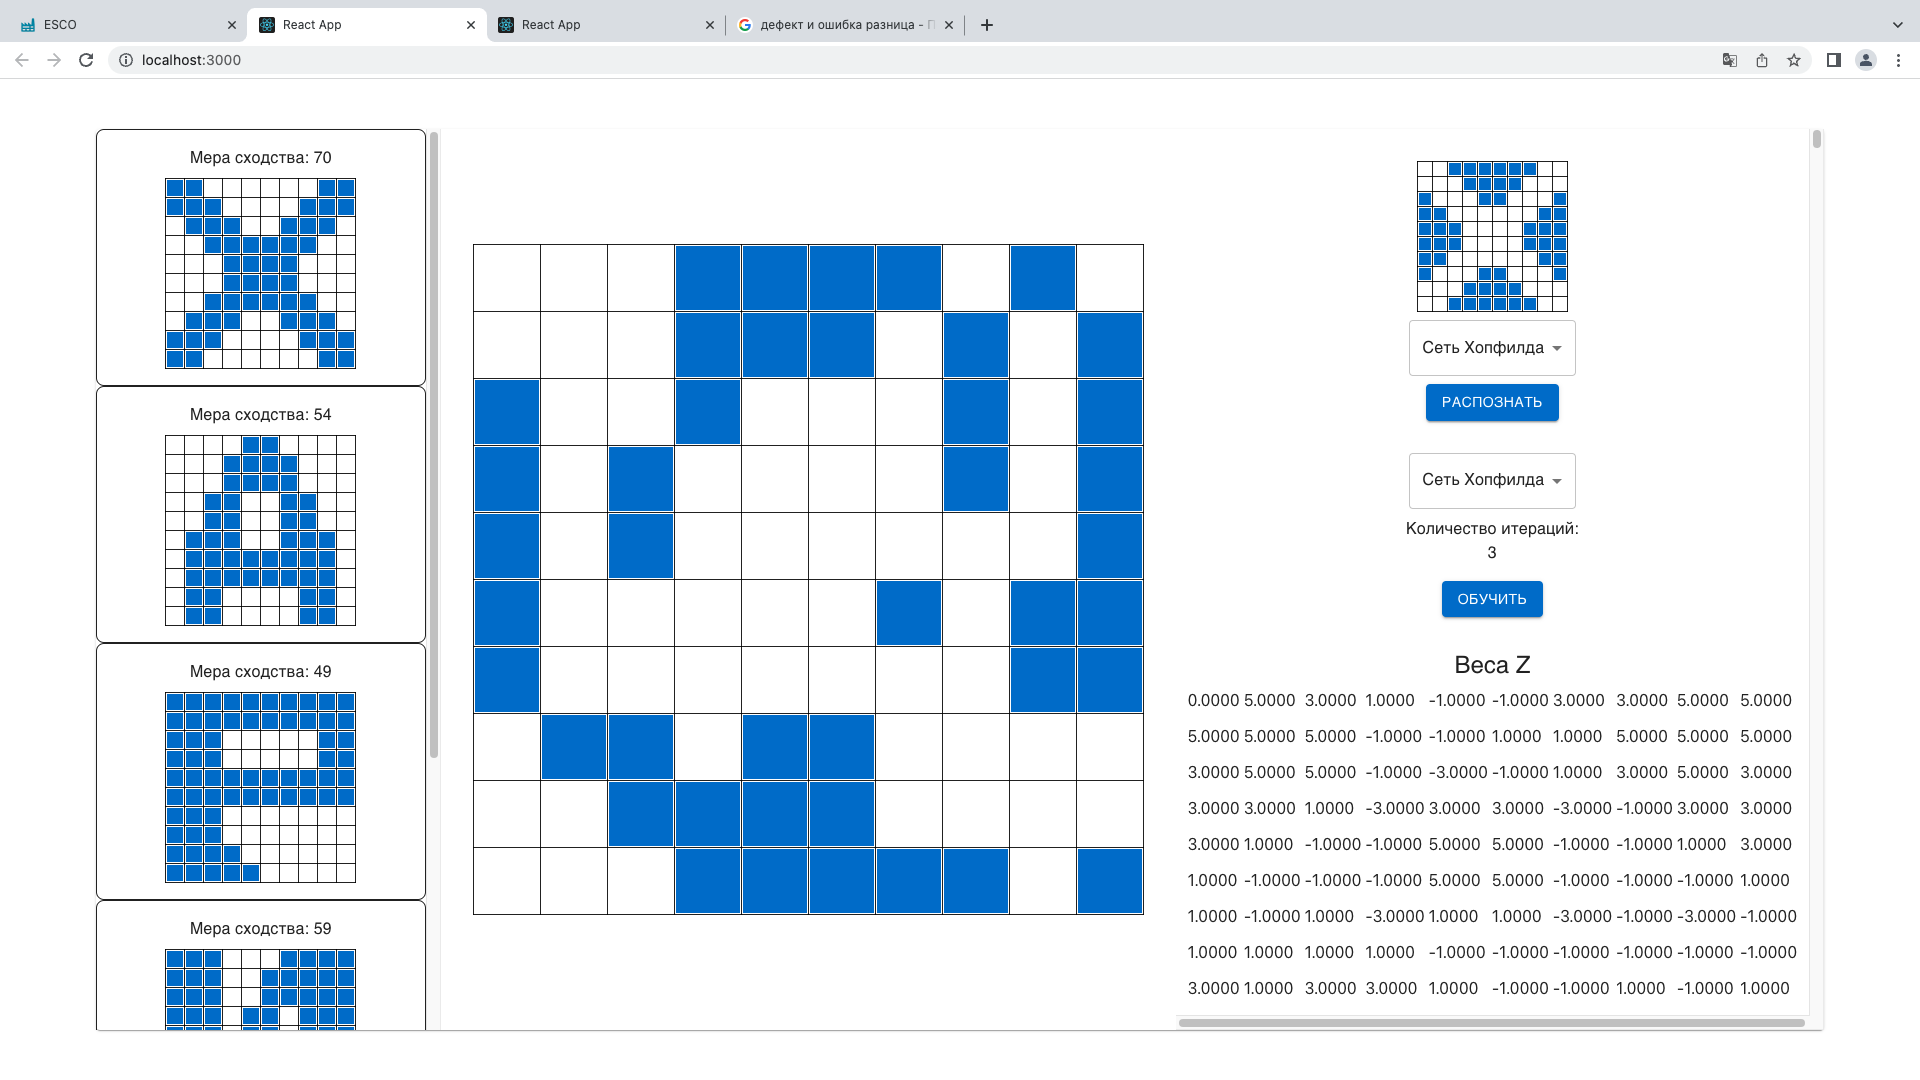 ESCO
React App
React App
дефект и ошибка разница -
localhost:3000
Мера сходства: 70
Мера сходства: 54
Мера сходства: 49
Мера сходства: 59
Сеть Хопфилда
РАСПОЗНАТЬ
Сеть Хопфилда
Количество итераций:
3
ОБУЧИТЬ
Веса Z
0.0000 5.0000 3.0000 1.0000 -1.0000 -1.0000 3.0000 3.0000 5.0000 5.0000
5.0000 5.0000 5.0000 -1.0000 -1.0000 1.0000 1.0000 5.0000 5.0000 5.0000
3.0000 5.0000 5.0000 -1.0000 -3.0000 -1.0000 1.0000 3.0000 5.0000 3.0000
3.0000 3.0000 1.0000 -3.0000 3.0000 3.0000 -3.0000 -1.0000 3.0000 3.0000
3.0000 1.0000 -1.0000 -1.0000 5.0000 5.0000 -1.0000 -1.0000 1.0000 3.0000
1.0000 -1.0000 -1.0000 -1.0000 5.0000 5.0000 -1.0000 -1.0000 -1.0000 1.0000
1.0000 -1.0000 1.0000 -3.0000 1.0000 1.0000 -3.0000 -1.0000 -3.0000 -1.0000
1.0000 1.0000 1.0000 1.0000 -1.0000 -1.0000 -1.0000 -1.0000 -1.0000 -1.0000
3.0000 1.0000 3.0000 3.0000 1.0000 -1.0000 -1.0000 1.0000 -1.0000 1.0000